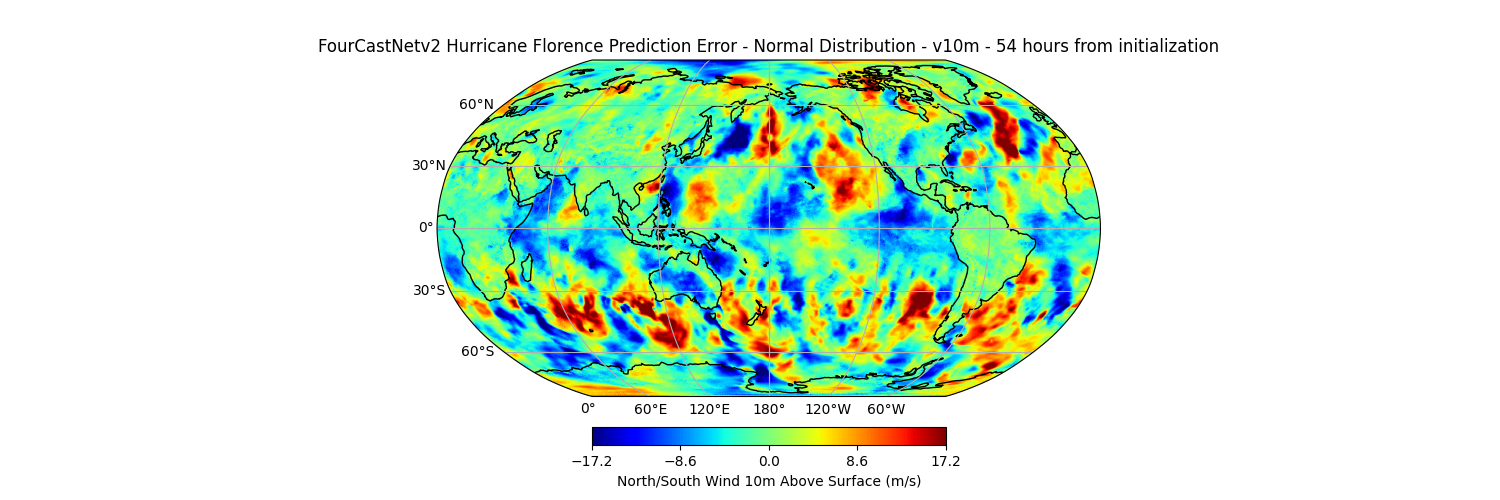 FourCastNetv2 Hurricane Florence Prediction Error - Normal Distribution - v10m - 54 hours from initialization
60°N
30°N
0°
30°S
60°S
0° 60°E 120°E 180° 120°W 60°W
−17.2 −8.6 0.0 8.6 17.2
North/South Wind 10m Above Surface (m/s)